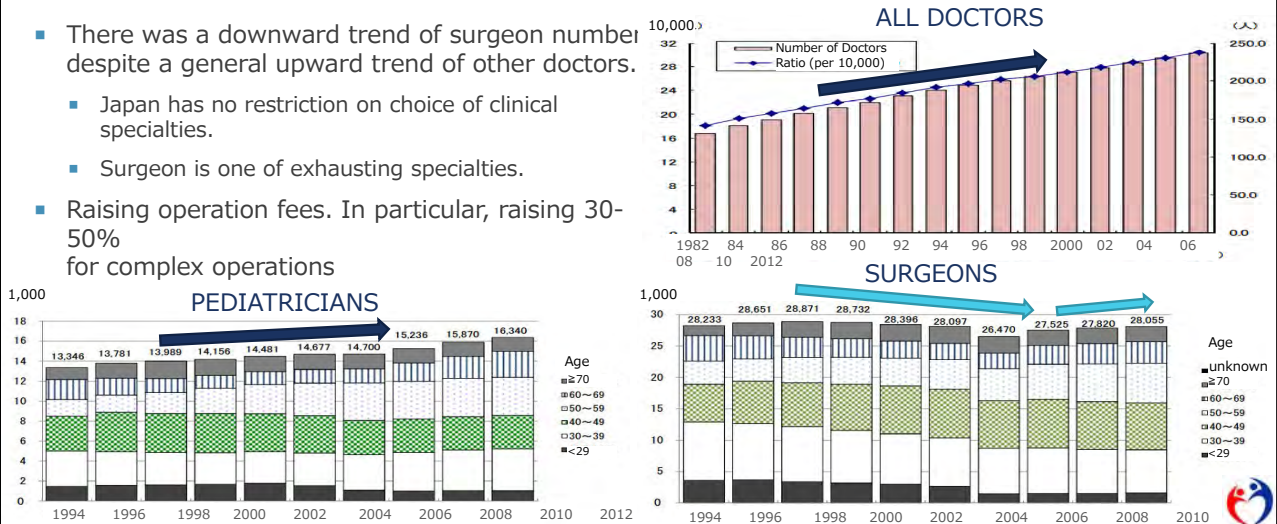 There was a downward trend of surgeon number
despite a general upward trend of other doctors.
Japan has no restriction on choice of clinical
specialties.
Surgeon is one of exhausting specialties.
Raising operation fees. In particular, raising 30-
50%
for complex operations
ALL DOCTORS
10,000
Number of Doctors
Ratio (per 10,000)
32
28
24
20
16
12
8
4
0
250.0
200.0
150.0
100.0
50.0
0.0
1982 84 86 88 90 92 94 96 98 2000 02 04 06
08 10 2012
PEDIATRICIANS
1,000
18
16
14
12
10
8
6
4
2
0
13,346 13,781 13,989 14,156 14,481 14,677 14,700 15,236 15,870 16,340
Age
≧70
60～69
50～59
40～49
30～39
<29
1994 1996 1998 2000 2002 2004 2006 2008 2010 2012
SURGEONS
1,000
30
25
20
15
10
5
0
28,233 28,651 28,871 28,732 28,396 28,097 26,470 27,525 27,820 28,055
Age
unknown
≧70
60～69
50～59
40～49
30～39
<29
1994 1996 1998 2000 2002 2004 2006 2008 2010